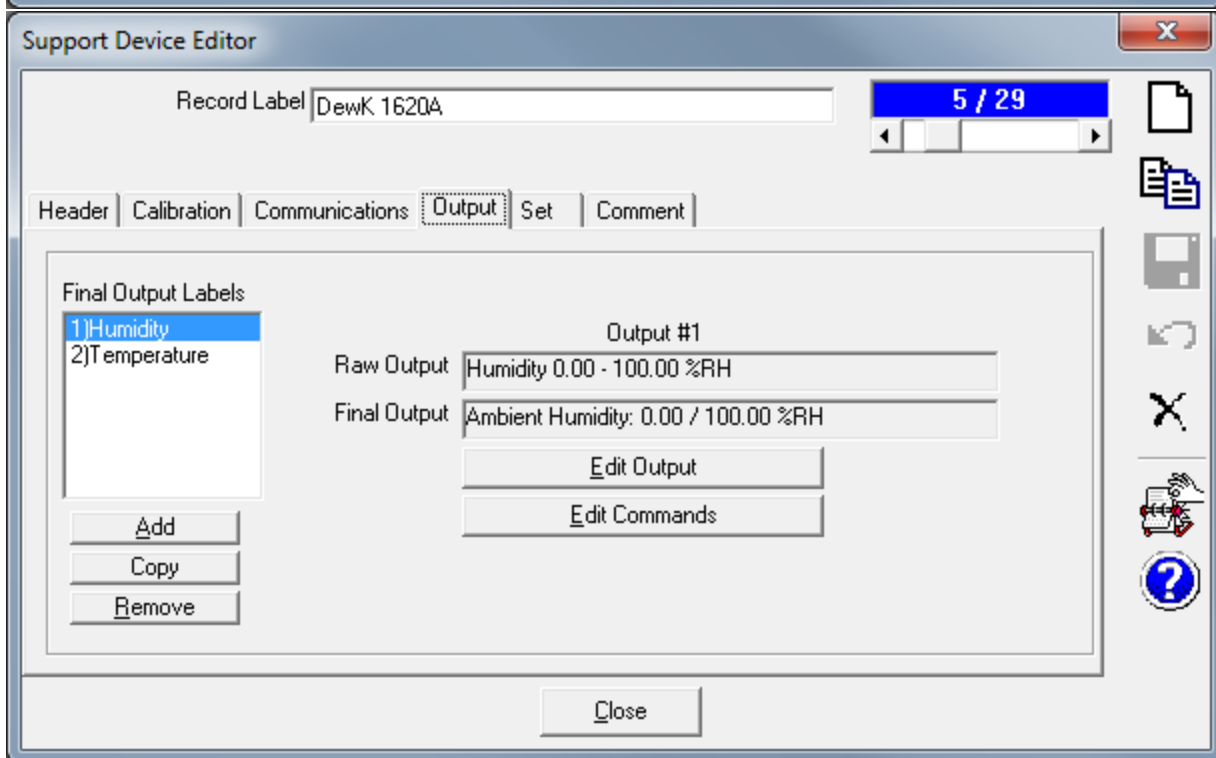 Support Device Editor
Record Label DewK 1620A
5 / 29
Header Calibration Communications Output Set Comment
Final Output Labels
1)Humidity
2)Temperature
Output #1
Raw Output Humidity 0.00 - 100.00 %RH
Final Output Ambient Humidity: 0.00 / 100.00 %RH
Edit Output
Edit Commands
Add
Copy
Remove
Close